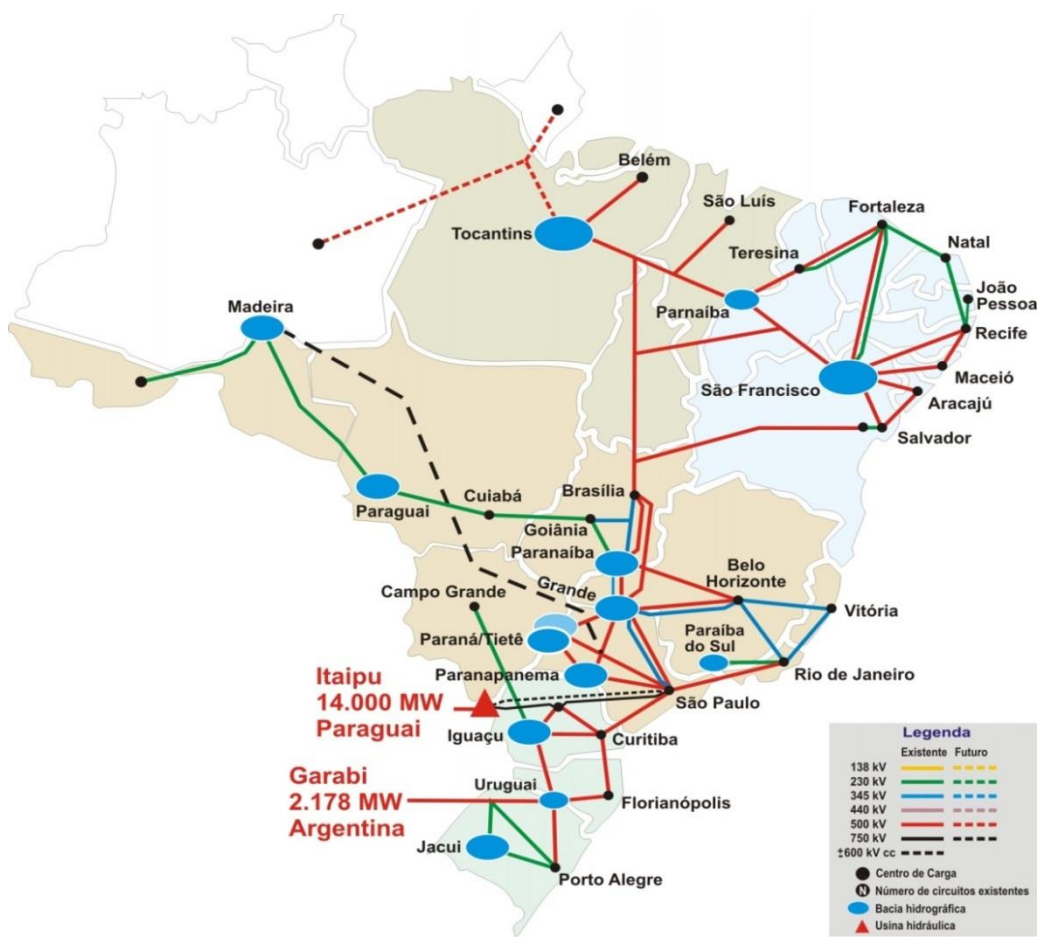 Belém
São Luís
Fortaleza
Tocantins
Teresina
Natal
Madeira
Parnaíba
João
Pessoa
Recife
São Francisco
Maceió
Aracajú
Salvador
Brasília
Cuiabá
Paraguai
Goiânia
Paranaíba
Belo
Horizonte
Grande
Campo Grande
Vitória
Paraná/Tietê
Paraíba
do Sul
Paranapanema
Rio de Janeiro
São Paulo
Itaipu
14.000 MW
Paraguai
Iguaçu
Curitiba
Garabi
2.178 MW
Argentina
Uruguai
Florianópolis
Jacui
Porto Alegre
Legenda
Existente Futuro
138 kV
230 kV
345 kV
440 kV
500 kV
750 kV
±600 kV cc
Centro de Carga
N Número de circuitos existentes
Bacia hidrográfica
Usina hidráulica